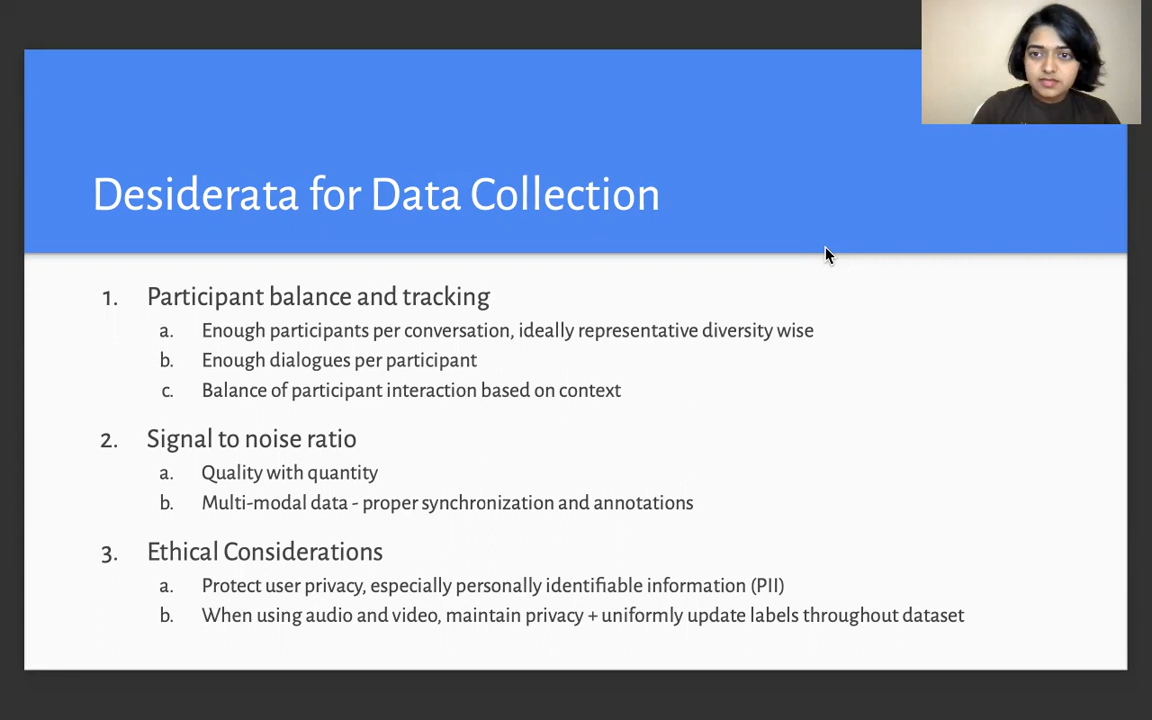 Desiderata for Data Collection
1. Participant balance and tracking
a. Enough participants per conversation, ideally representative diversity wise
b. Enough dialogues per participant
c. Balance of participant interaction based on context
2. Signal to noise ratio
a. Quality with quantity
b. Multi-modal data - proper synchronization and annotations
3. Ethical Considerations
a. Protect user privacy, especially personally identifiable information (PII)
b. When using audio and video, maintain privacy + uniformly update labels throughout dataset